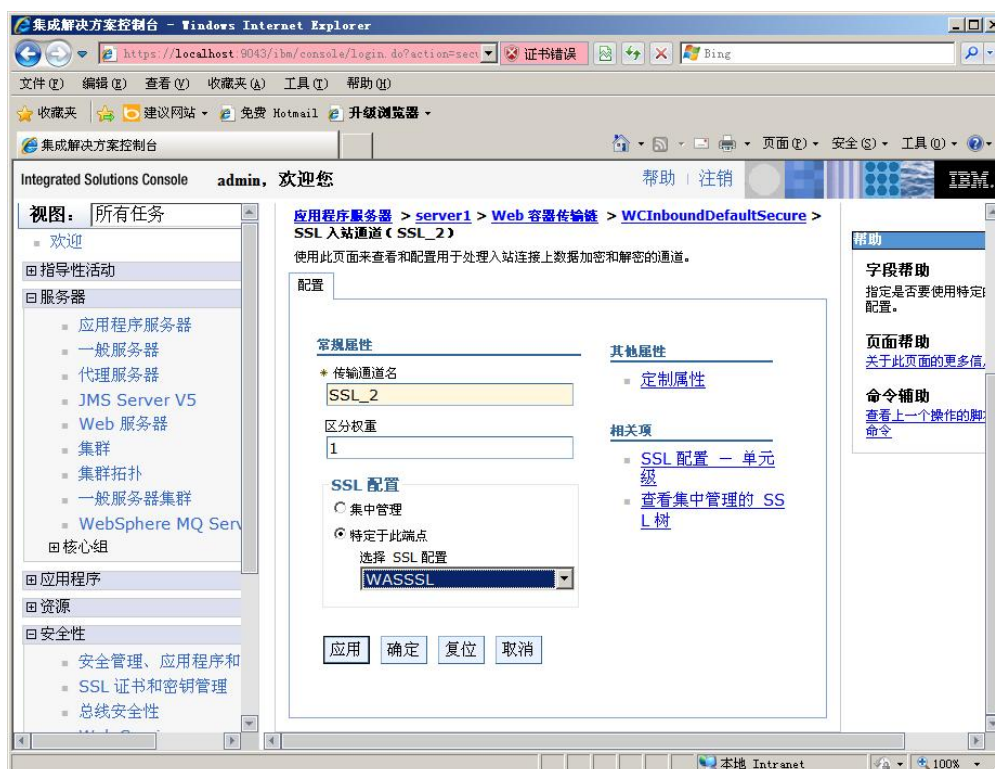 集成解决方案控制台 - Windows Internet Explorer
https://localhost:9043/ibm/console/login.do?action=sec
证书错误
Bing
文件(F) 编辑(E) 查看(V) 收藏夹(A) 工具(T) 帮助(H)
收藏夹 建议网站 免费 Hotmail 升级浏览器
集成解决方案控制台
页面(P) 安全(S) 工具(O)
Integrated Solutions Console admin, 欢迎您
帮助 | 注销
IBM.
视图: 所有任务
欢迎
指导性活动
服务器
应用程序服务器
一般服务器
代理服务器
JMS Server V5
Web 服务器
集群
集群拓扑
一般服务器集群
WebSphere MQ Serv
核心组
应用程序
资源
安全性
安全管理、应用程序和
SSL 证书和密钥管理
总线安全性
应用程序服务器 > server1 > Web 容器传输链 > WCInboundDefaultSecure >
SSL 入站通道(SSL_2)
使用此页面来查看和配置用于处理入站连接上数据加密和解密的通道。
配置
常规属性
* 传输通道名
SSL_2
区分权重
1
SSL 配置
集中管理
特定于此端点
选择 SSL 配置
WASSSL
应用 确定 复位 取消
其他属性
定制属性
相关项
SSL 配置 — 单元
级
查看集中管理的 SS
L 树
帮助
字段帮助
指定是否要使用特定
配置。
页面帮助
关于此页面的更多信
命令辅助
查看上一个操作的脚
命令
本地 Intranet
100%